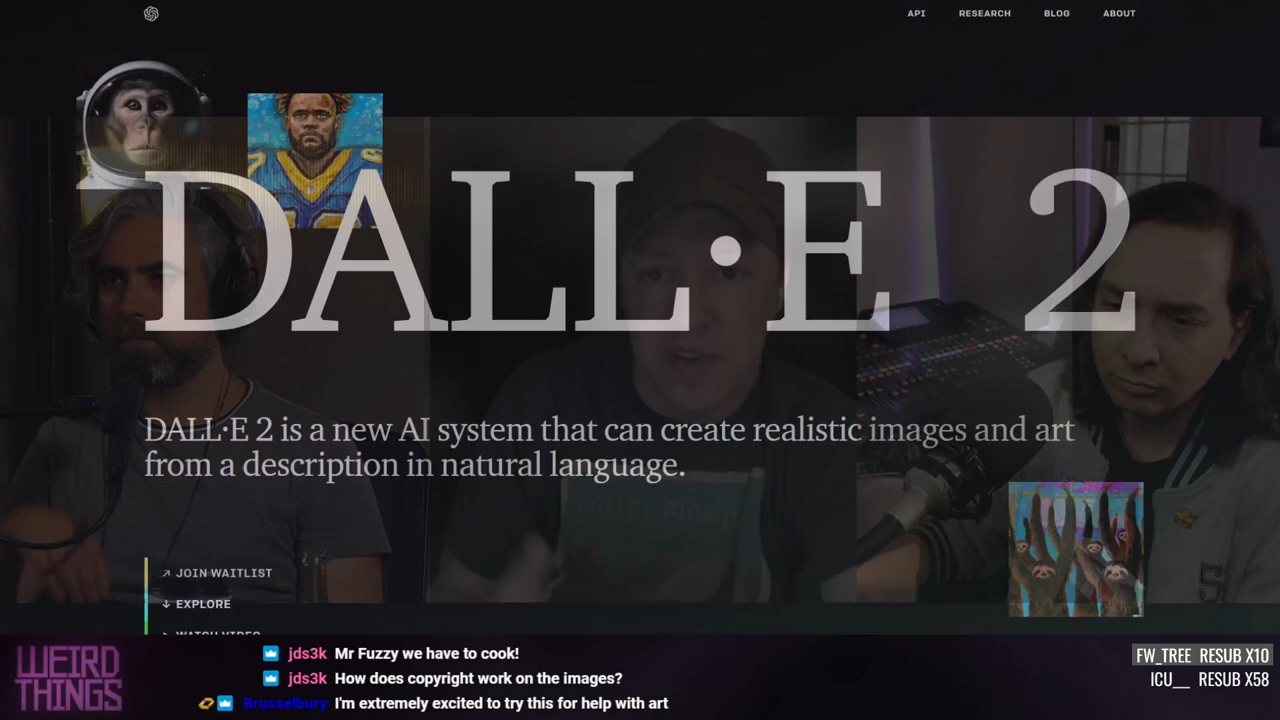 API RESEARCH BLOG ABOUT
DALL·E 2
DALL·E 2 is a new AI system that can create realistic images and art
from a description in natural language.
↗ JOIN WAITLIST
↓ EXPLORE
WATCH VIDEO
WEIRD
THINGS
jds3k Mr Fuzzy we have to cook!
jds3k How does copyright work on the images?
Brusselbury I'm extremely excited to try this for help with art
FW_TREE RESUB X10
ICU__ RESUB X58
S